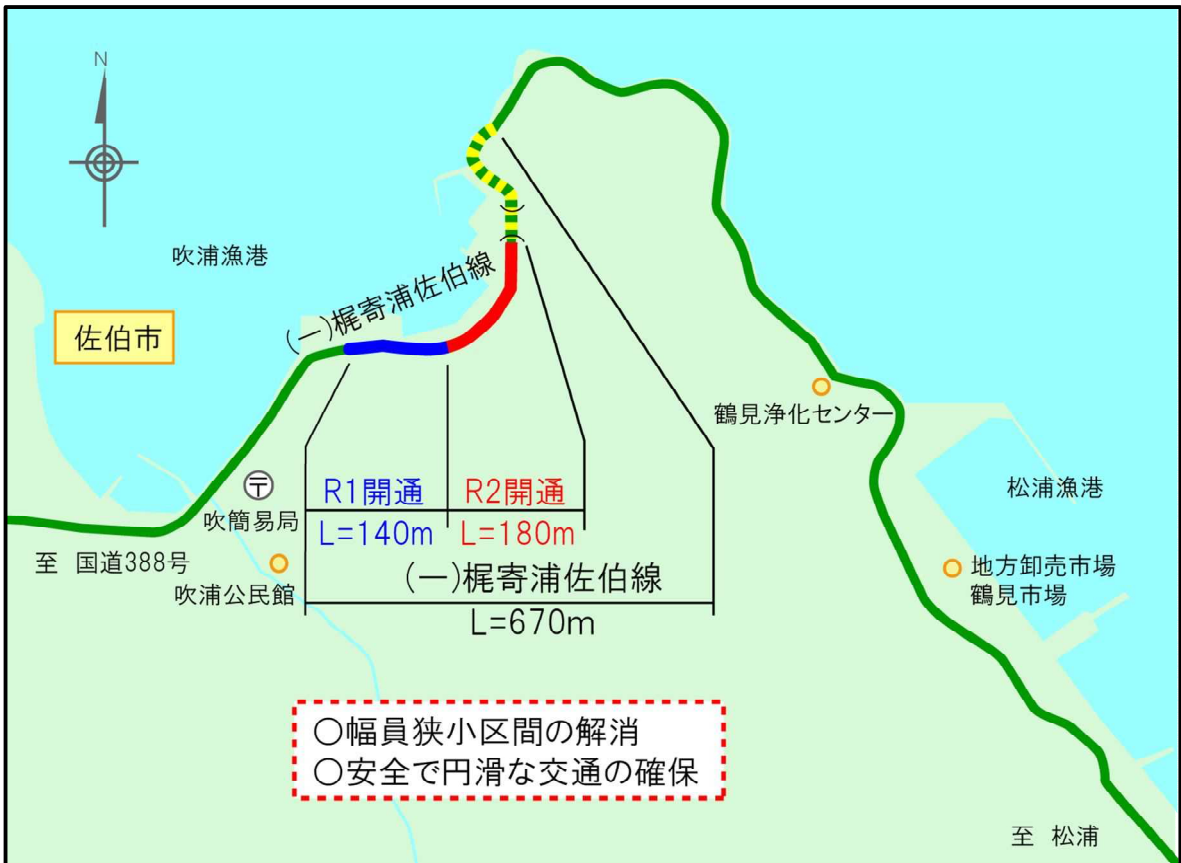 N
吹浦漁港
(一)梶寄浦佐伯線
佐伯市
鶴見浄化センター
R1開通
R2開通
L=140m
L=180m
松浦漁港
〒
吹簡易局
至 国道388号
吹浦公民館
(一)梶寄浦佐伯線
L=670m
地方卸売市場
鶴見市場
○幅員狭小区間の解消
○安全で円滑な交通の確保
至 松浦